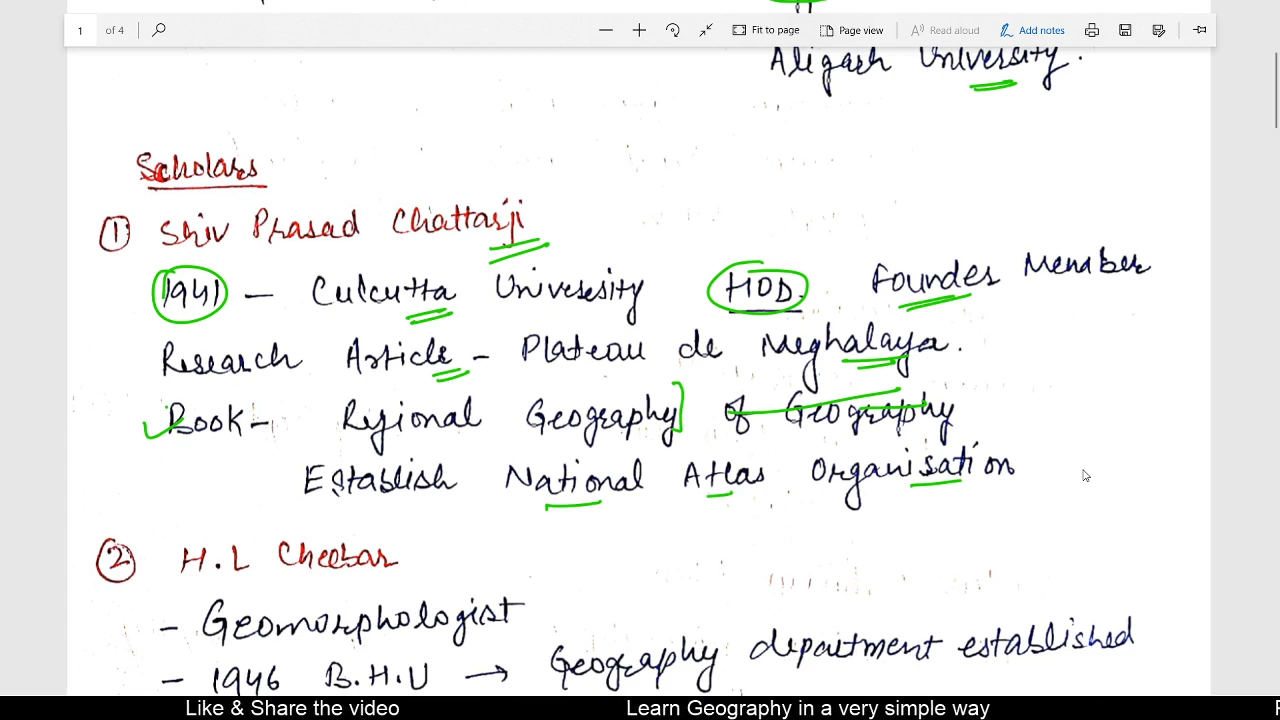 1 of 4 Fit to page Page view Read aloud Add notes
Aligarh University.
Scholars
① Shiv Prasad Chattarji
1941 – Culcutta University HOD. Founder Member
Research Article – Plateau de Meghalaya.
Book – Regional Geography of Geography
Establish National Atlas Organisation
② H.L Cheebar
- Geomorphologist
- 1946 B.H.U → Geography department established
Like & Share the video Learn Geography in a very simple way